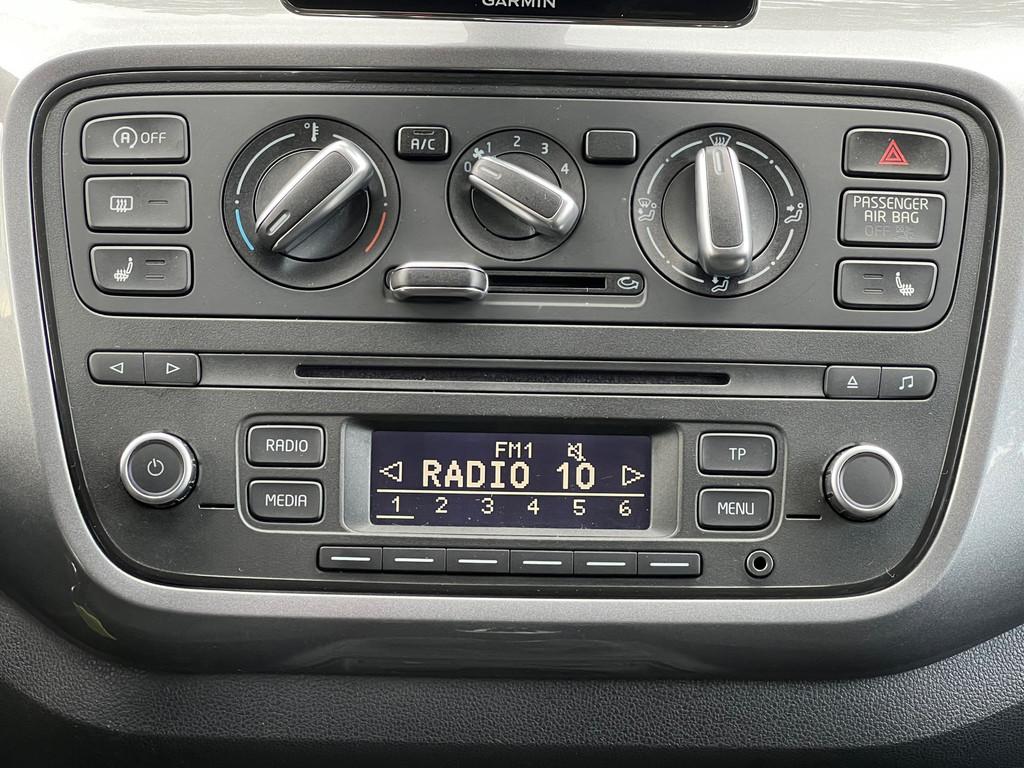 GARMIN
(A) OFF
A/C
0 1 2 3 4
PASSENGER
AIR BAG
OFF
RADIO
MEDIA
FM1
RADIO 10
1 2 3 4 5 6
TP
MENU